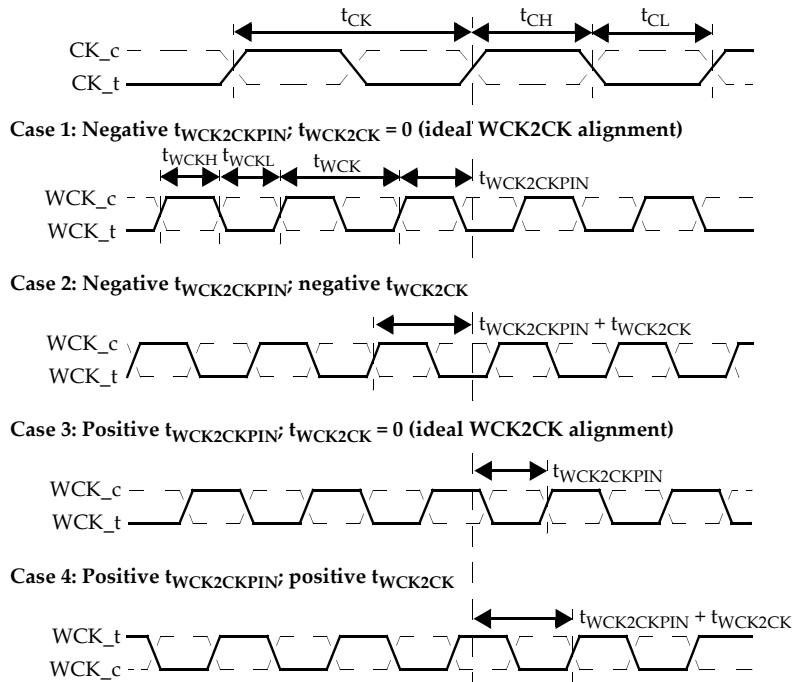 tCK tCH tCL
CK_c
CK_t
Case 1: Negative tWCK2CKPIN; tWCK2CK = 0 (ideal WCK2CK alignment)
tWCKH tWCKL tWCK tWCK2CKPIN
WCK_c
WCK_t
Case 2: Negative tWCK2CKPIN; negative tWCK2CK
tWCK2CKPIN + tWCK2CK
WCK_c
WCK_t
Case 3: Positive tWCK2CKPIN; tWCK2CK = 0 (ideal WCK2CK alignment)
tWCK2CKPIN
WCK_c
WCK_t
Case 4: Positive tWCK2CKPIN; positive tWCK2CK
tWCK2CKPIN + tWCK2CK
WCK_t
WCK_c